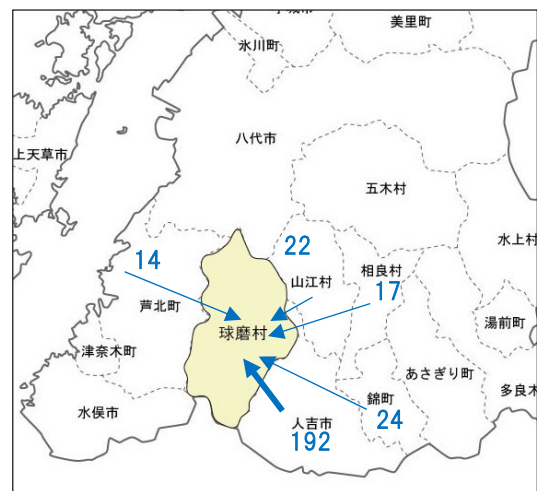 美里町
氷川町
八代市
上天草市
五木村
水上村
22
14
山江村
相良村
17
芦北町
球磨村
湯前町
津奈木町
あさぎり町
多良木
水俣市
錦町
24
人吉市
192